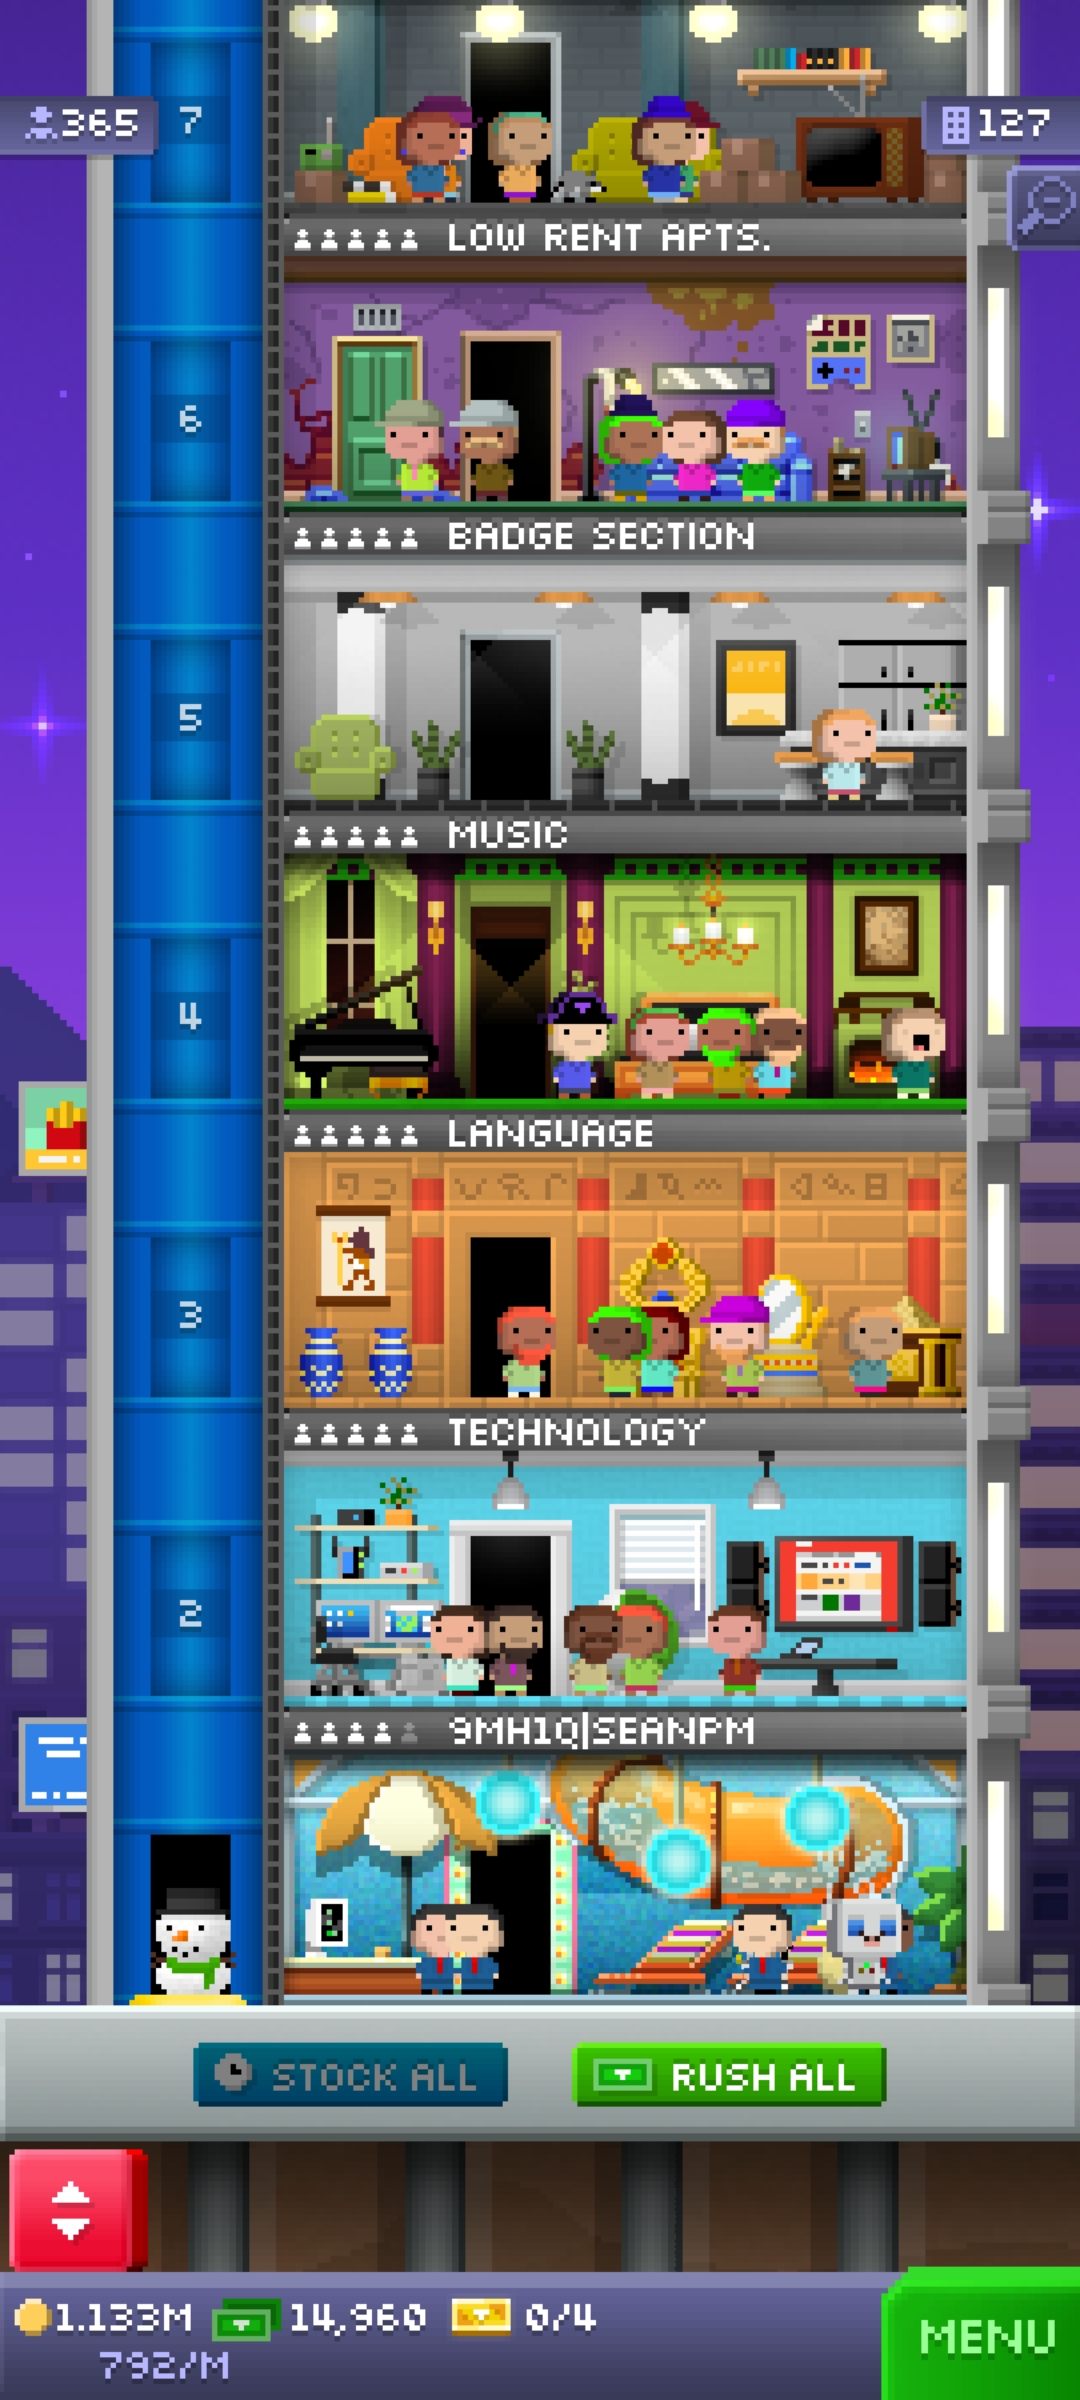 365
7
127
LOW RENT APTS.
6
BADGE SECTION
5
MUSIC
4
LANGUAGE
3
TECHNOLOGY
2
9MH1Q|SEANPM
STOCK ALL
RUSH ALL
1.133M
14,960
0/4
792/M
MENU